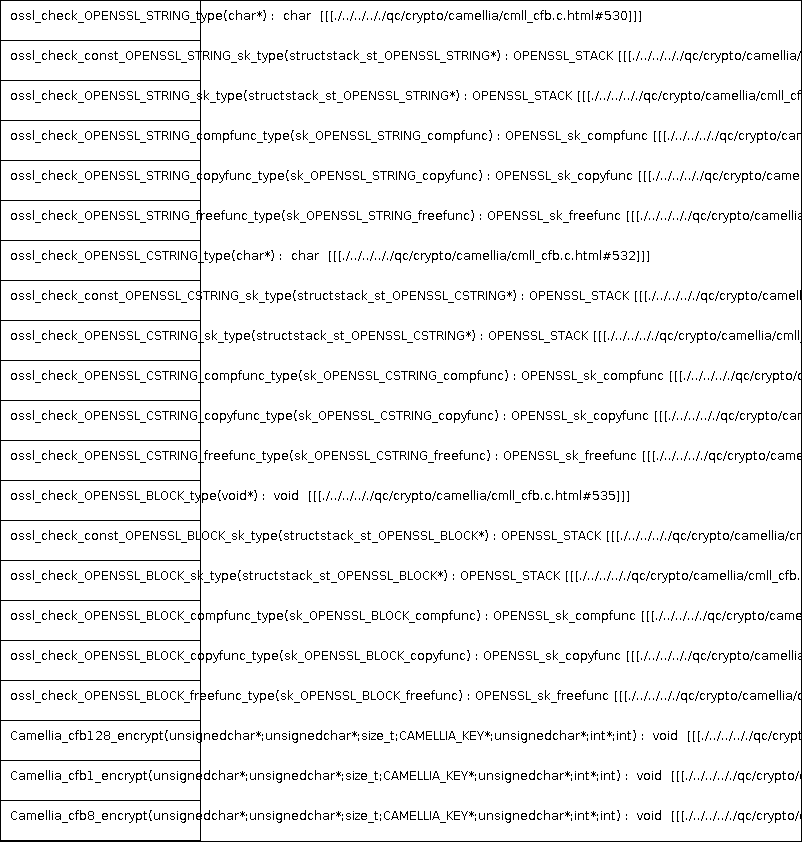 ossl_check_OPENSSL_STRING_type(char*) : char [[[./../../../qc/crypto/camellia/cmll_cfb.c.html#530]]]
ossl_check_const_OPENSSL_STRING_sk_type(structstack_st_OPENSSL_STRING*) : OPENSSL_STACK [[[./../../../qc/crypto/camellia/
ossl_check_OPENSSL_STRING_sk_type(structstack_st_OPENSSL_STRING*) : OPENSSL_STACK [[[./../../../qc/crypto/camellia/cmll_cf
ossl_check_OPENSSL_STRING_compfunc_type(sk_OPENSSL_STRING_compfunc) : OPENSSL_sk_compfunc [[[./../../../qc/crypto/can
ossl_check_OPENSSL_STRING_copyfunc_type(sk_OPENSSL_STRING_copyfunc) : OPENSSL_sk_copyfunc [[[./../../../qc/crypto/came
ossl_check_OPENSSL_STRING_freefunc_type(sk_OPENSSL_STRING_freefunc) : OPENSSL_sk_freefunc [[[./../../../qc/crypto/camellia
ossl_check_OPENSSL_CSTRING_type(char*) : char [[[./../../../qc/crypto/camellia/cmll_cfb.c.html#532]]]
ossl_check_const_OPENSSL_CSTRING_sk_type(structstack_st_OPENSSL_CSTRING*) : OPENSSL_STACK [[[./../../../qc/crypto/camell
ossl_check_OPENSSL_CSTRING_sk_type(structstack_st_OPENSSL_CSTRING*) : OPENSSL_STACK [[[./../../../qc/crypto/camellia/cmll
ossl_check_OPENSSL_CSTRING_compfunc_type(sk_OPENSSL_CSTRING_compfunc) : OPENSSL_sk_compfunc [[[./../../../qc/crypto/c
ossl_check_OPENSSL_CSTRING_copyfunc_type(sk_OPENSSL_CSTRING_copyfunc) : OPENSSL_sk_copyfunc [[[./../../../qc/crypto/can
ossl_check_OPENSSL_CSTRING_freefunc_type(sk_OPENSSL_CSTRING_freefunc) : OPENSSL_sk_freefunc [[[./../../../qc/crypto/came
ossl_check_OPENSSL_BLOCK_type(void*) : void [[[./../../../qc/crypto/camellia/cmll_cfb.c.html#535]]]
ossl_check_const_OPENSSL_BLOCK_sk_type(structstack_st_OPENSSL_BLOCK*) : OPENSSL_STACK [[[./../../../qc/crypto/camellia/cn
ossl_check_OPENSSL_BLOCK_sk_type(structstack_st_OPENSSL_BLOCK*) : OPENSSL_STACK [[[./../../../qc/crypto/camellia/cmll_cfb.
ossl_check_OPENSSL_BLOCK_compfunc_type(sk_OPENSSL_BLOCK_compfunc) : OPENSSL_sk_compfunc [[[./../../../qc/crypto/came
ossl_check_OPENSSL_BLOCK_copyfunc_type(sk_OPENSSL_BLOCK_copyfunc) : OPENSSL_sk_copyfunc [[[./../../../qc/crypto/camellia
ossl_check_OPENSSL_BLOCK_freefunc_type(sk_OPENSSL_BLOCK_freefunc) : OPENSSL_sk_freefunc [[[./../../../qc/crypto/camellia/c
Camellia_cfb128_encrypt(unsignedchar*;unsignedchar*;size_t;CAMELLIA_KEY*;unsignedchar*;int*;int) : void [[[./../../../qc/crypt
Camellia_cfb1_encrypt(unsignedchar*;unsignedchar*;size_t;CAMELLIA_KEY*;unsignedchar*;int*;int) : void [[[./../../../qc/crypto/
Camellia_cfb8_encrypt(unsignedchar*;unsignedchar*;size_t;CAMELLIA_KEY*;unsignedchar*;int*;int) : void [[[./../../../qc/crypto/